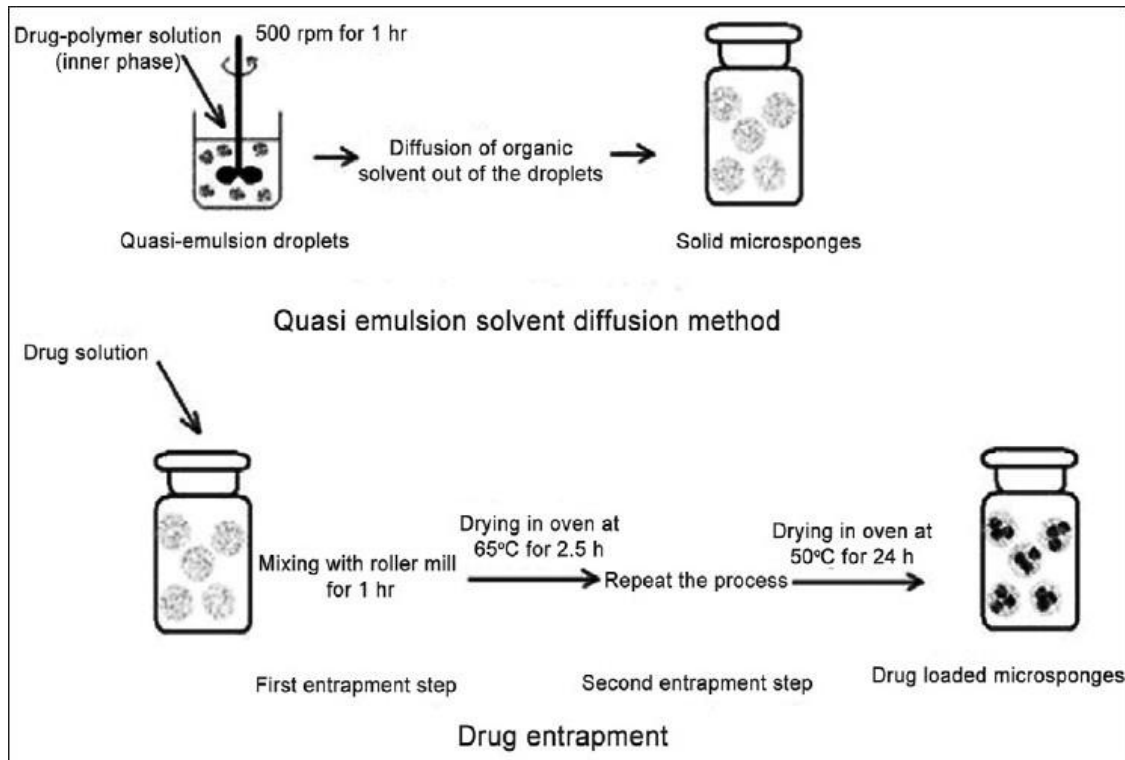 Drug-polymer solution
(inner phase)
500 rpm for 1 hr
Diffusion of organic
solvent out of the droplets
Quasi-emulsion droplets
Solid microsponges
Quasi emulsion solvent diffusion method
Drug solution
Mixing with roller mill
for 1 hr
Drying in oven at
65°C for 2.5 h
Repeat the process
Drying in oven at
50°C for 24 h
First entrapment step
Second entrapment step
Drug loaded microsponges
Drug entrapment